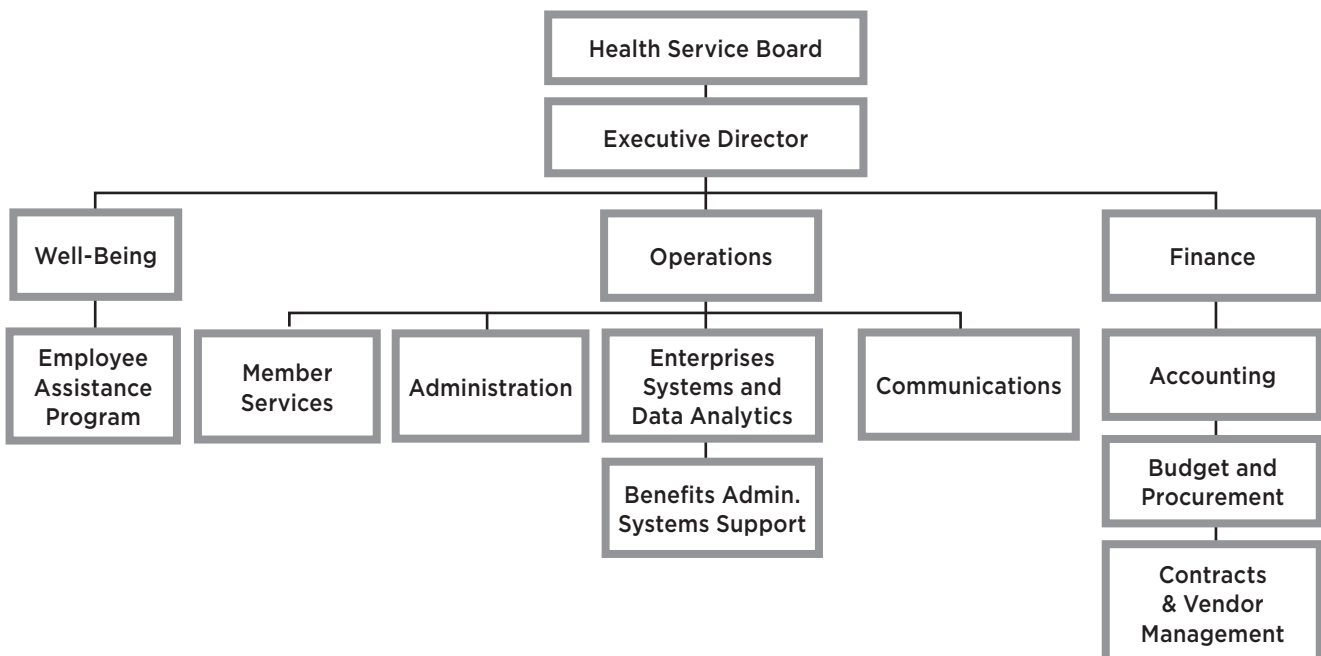 Health Service Board
Executive Director
Well-Being
Operations
Finance
Employee
Assistance
Program
Member
Services
Administration
Enterprises
Systems and
Data Analytics
Communications
Accounting
Benefits Admin.
Systems Support
Budget and
Procurement
Contracts
& Vendor
Management